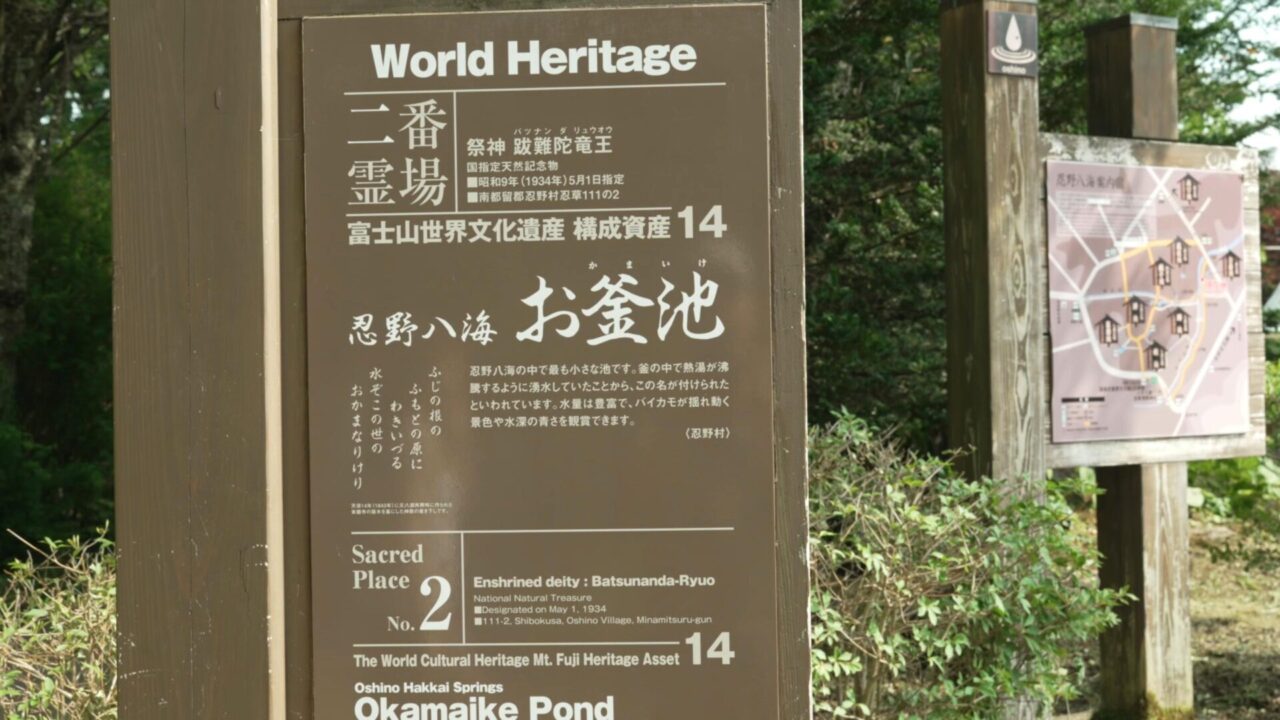 World Heritage
二番
霊場
バツナン ダ リュウオウ
祭神 跋難陀竜王
国指定天然記念物
■昭和9年(1934年)5月1日指定
■南都留郡忍野村忍草111の2
富士山世界文化遺産 構成資産 14
かまいけ
忍野八海 お釜池
忍野八海の中で最も小さな池です。釜の中で熱湯が沸
騰するように湧水していたことから、この名が付けられた
といわれています。水量は豊富で、バイカモが揺れ動く
景色や水深の青さを観賞できます。
〈忍野村〉
ふじの根の
ふもとの原に
わきいづる
水ぞこの世の
おかまなりけり
Sacred
Place
No. 2
Enshrined deity : Batsunanda-Ryuo
National Natural Treasure
■Designated on May 1, 1934
■111-2, Shibokusa, Oshino Village, Minamitsuru-gun
The World Cultural Heritage Mt. Fuji Heritage Asset 14
Oshino Hakkai Springs
Okamaike Pond
oshino
忍野八海案内図